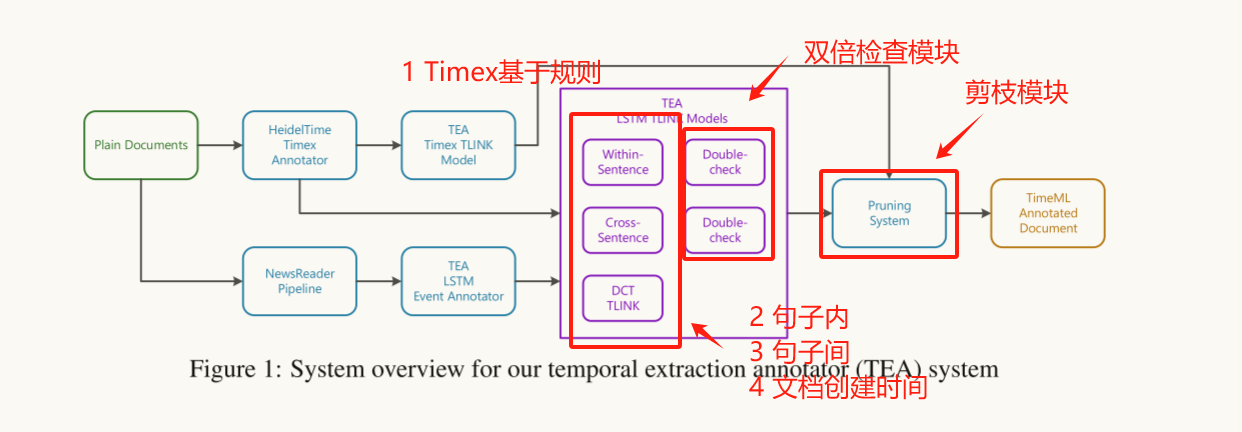 双倍检查模块
1 Timex基于规则
剪枝模块
TEA
LSTM TLINK Models
Plain Documents
HeidelTime
Timex
Annotator
TEA
Timex TLINK
Model
Within-
Sentence
Double-
check
Cross-
Sentence
Double-
check
DCT
TLINK
Pruning
System
TimeML
Annotated
Document
NewsReader
Pipeline
TEA
LSTM
Event Annotator
2 句子内
3 句子间
4 文档创建时间
Figure 1: System overview for our temporal extraction annotator (TEA) system